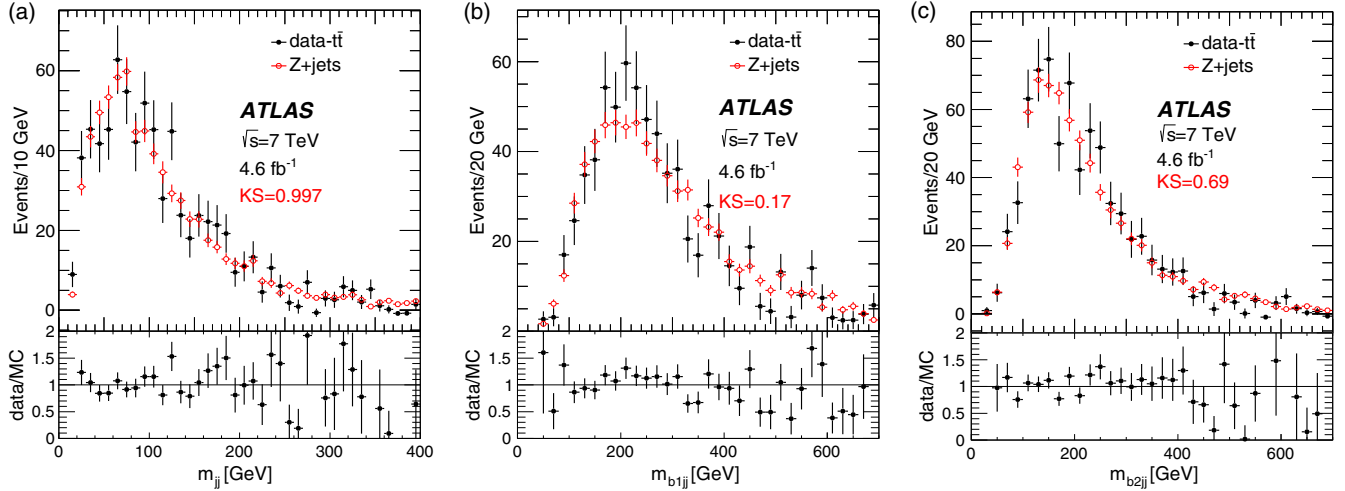 (a)
Events/10 GeV
60
40
20
0
data-tt̄
Z+jets
ATLAS
√s=7 TeV
4.6 fb⁻¹
KS=0.997
data/MC
2
1.5
1
0.5
0
0 100 200 300 400
m_jj [GeV]
(b)
Events/20 GeV
60
40
20
0
data-tt̄
Z+jets
ATLAS
√s=7 TeV
4.6 fb⁻¹
KS=0.17
data/MC
2
1.5
1
0.5
0
0 200 400 600
m_b1jj [GeV]
(c)
Events/20 GeV
80
60
40
20
0
data-tt̄
Z+jets
ATLAS
√s=7 TeV
4.6 fb⁻¹
KS=0.69
data/MC
2
1.5
1
0.5
0
0 200 400 600
m_b2jj [GeV]